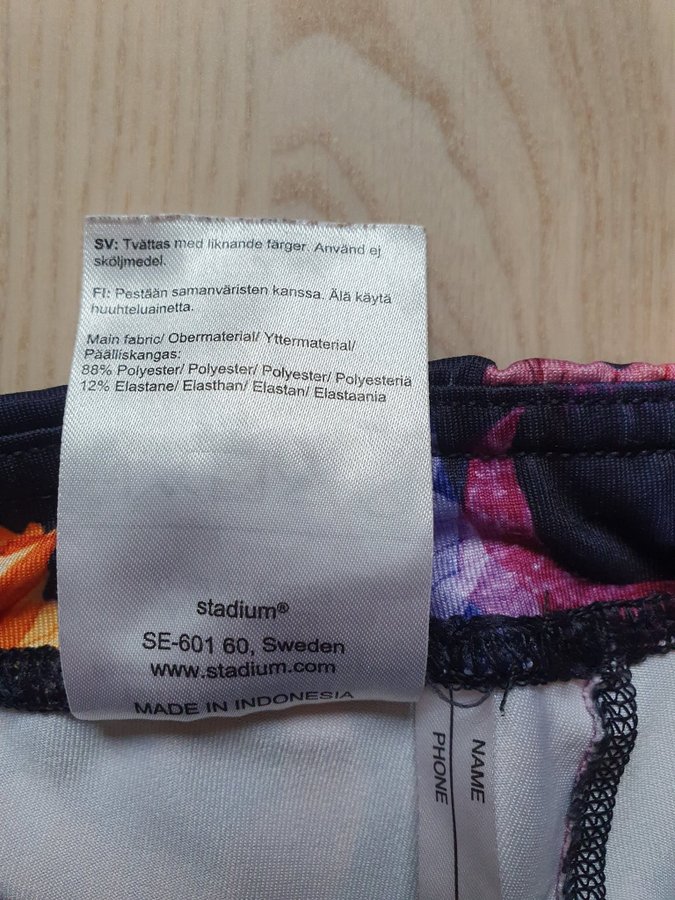 SV: Tvättas med liknande färger. Använd ej
sköljmedel.
FI: Pestään samanväristen kanssa. Älä käytä
huuhteluainetta.
Main fabric/ Obermaterial/ Yttermaterial/
Päälliskangas:
88% Polyester/ Polyester/ Polyester/ Polyesteriä
12% Elastane/ Elasthan/ Elastan/ Elastaania
stadium®
SE-601 60, Sweden
www.stadium.com
MADE IN INDONESIA
NAME
PHONE